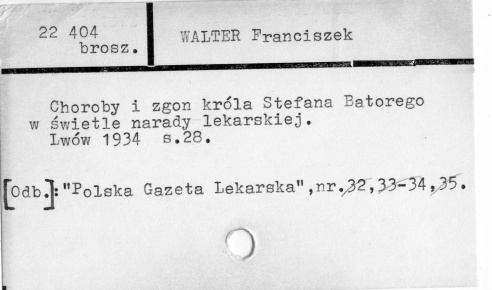 22 404
brosz.
WALTER Franciszek
Choroby i zgon króla Stefana Batorego
w świetle narady lekarskiej.
Lwów 1934 s.28.
[Odb.]:"Polska Gazeta Lekarska",nr.32,33-34,35.